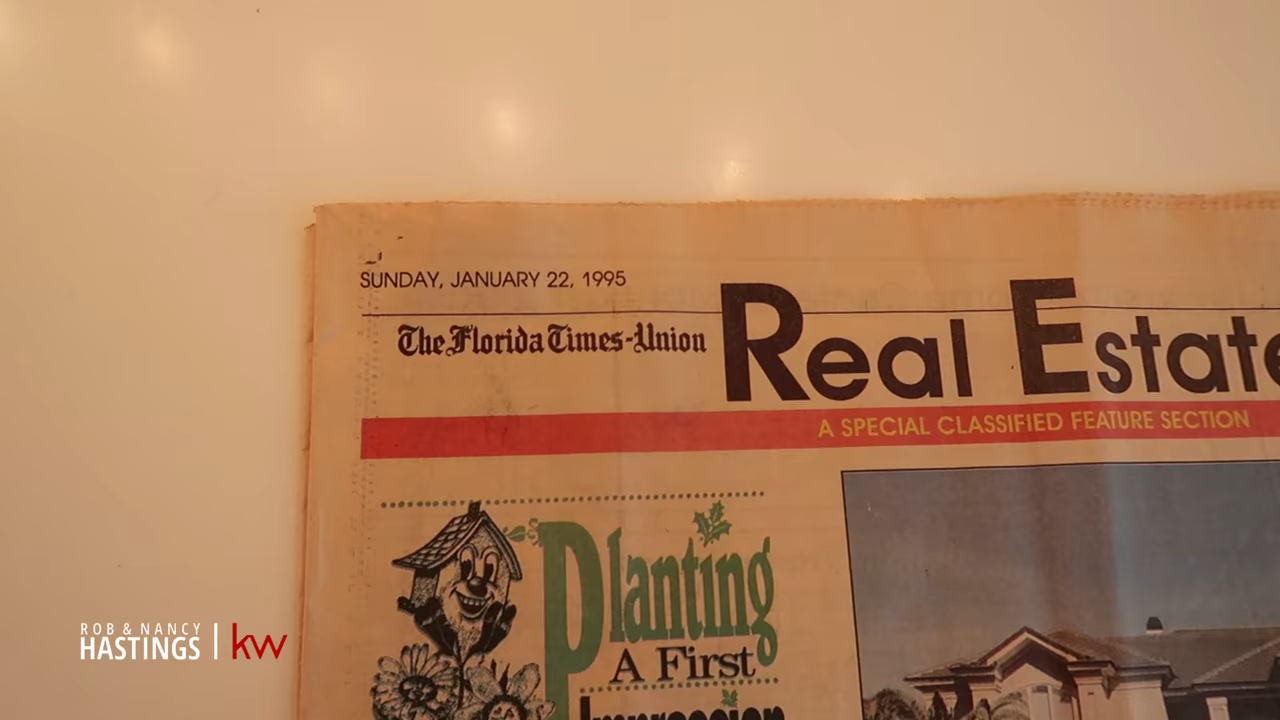 SUNDAY, JANUARY 22, 1995
The Florida Times-Union
Real Estate
A SPECIAL CLASSIFIED FEATURE SECTION
Planting
A First
Impression
ROB & NANCY
HASTINGS | kw